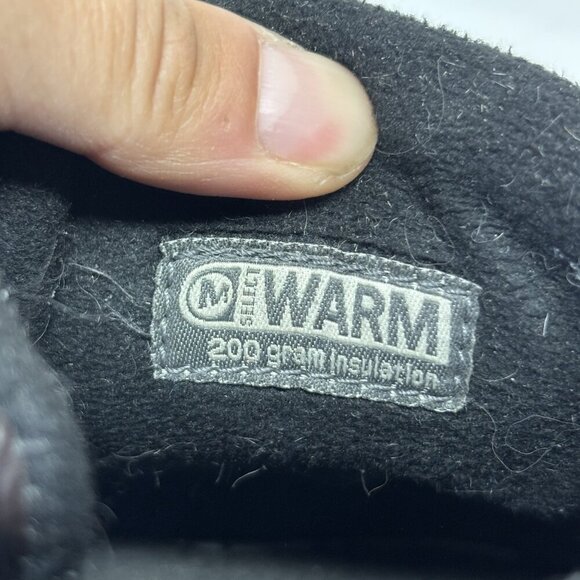 M SELECT WARM
200 gram insulation